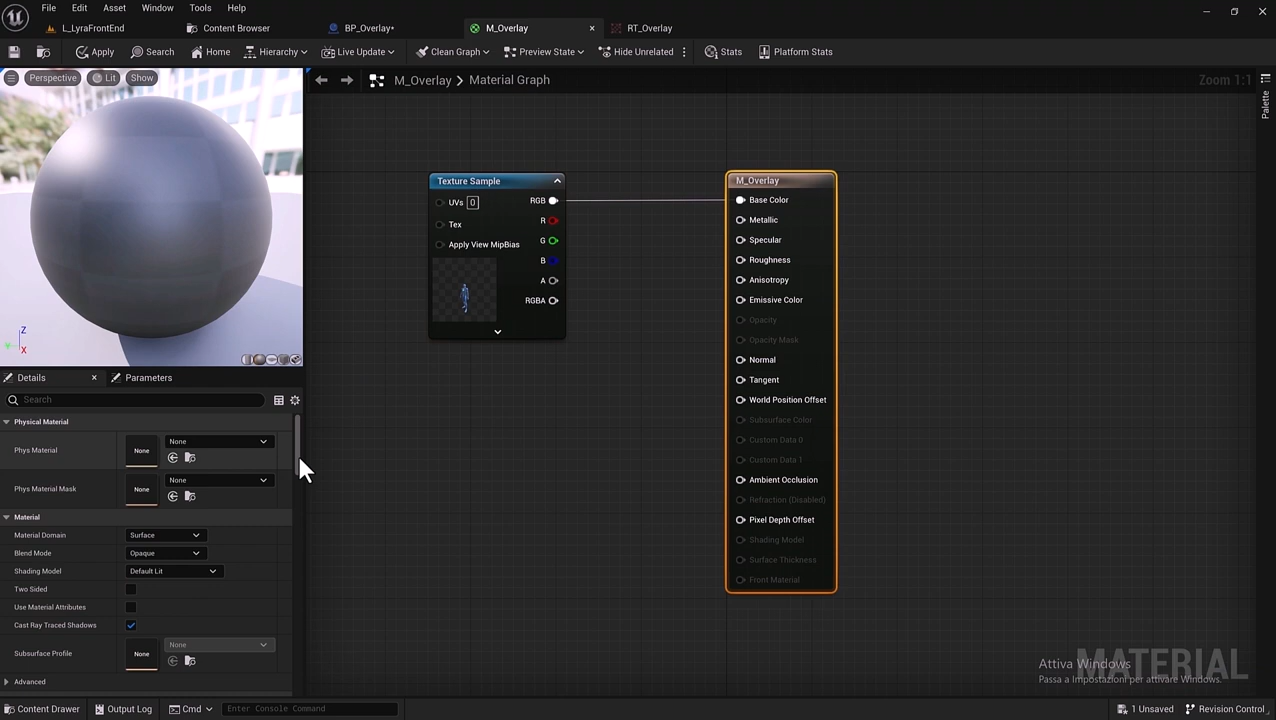 File Edit Asset Window Tools Help
L_LyraFrontEnd Content Browser BP_Overlay* M_Overlay RT_Overlay
Apply Search Home Hierarchy Live Update Clean Graph Preview State Hide Unrelated Stats Platform Stats
Perspective Lit Show
M_Overlay > Material Graph
Zoom 1:1
Palette
Z
Y
X
Texture Sample
UVs 0
Tex
Apply View MipBias
RGB
R
G
B
A
RGBA
M_Overlay
Base Color
Metallic
Specular
Roughness
Anisotropy
Emissive Color
Opacity
Opacity Mask
Normal
Tangent
World Position Offset
Subsurface Color
Custom Data 0
Custom Data 1
Ambient Occlusion
Refraction (Disabled)
Pixel Depth Offset
Shading Model
Surface Thickness
Front Material
Details Parameters
Search
Physical Material
Phys Material None None
Phys Material Mask None None
Material
Material Domain Surface
Blend Mode Opaque
Shading Model Default Lit
Two Sided
Use Material Attributes
Cast Ray Traced Shadows
Subsurface Profile None None
Advanced
MATERIAL
Attiva Windows
Passa a Impostazioni per attivare Windows.
Content Drawer Output Log Cmd Enter Console Command 1 Unsaved Revision Control